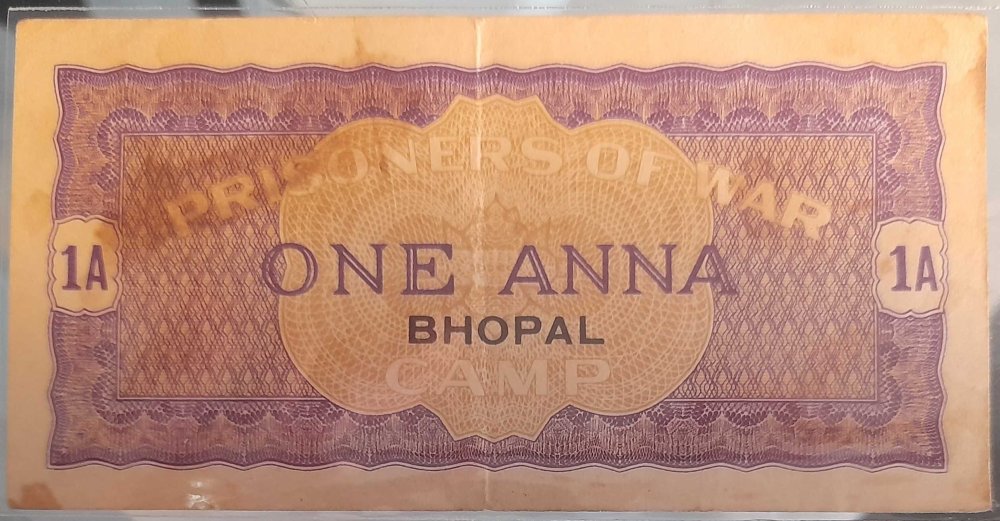 PRISONERS OF WAR
1A ONE ANNA 1A
BHOPAL
CAMP